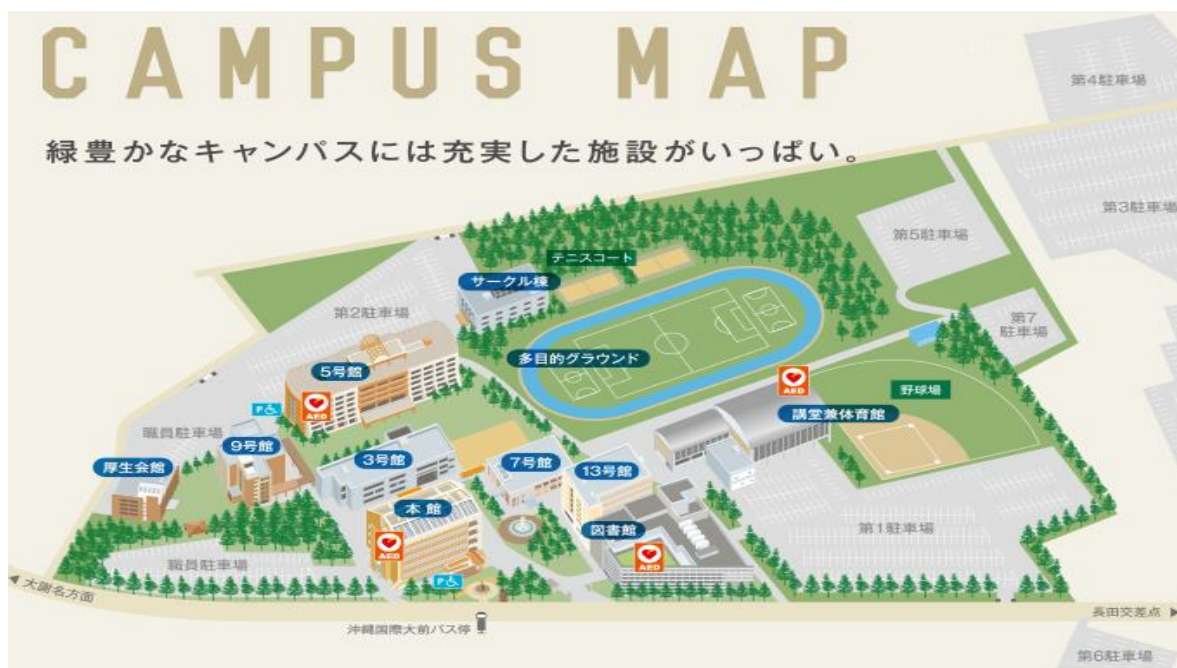 CAMPUS MAP
緑豊かなキャンパスには充実した施設がいっぱい。
第4駐車場
第3駐車場
第5駐車場
テニスコート
サークル棟
第2駐車場
第7
駐車場
多目的グラウンド
5号館
AED
AED
野球場
P
講堂兼体育館
職員駐車場
9号館
3号館
7号館
13号館
厚生会館
本館
図書館
第1駐車場
AED
AED
職員駐車場
P
大謝名方面
長田交差点
沖縄国際大前バス停
第6駐車場